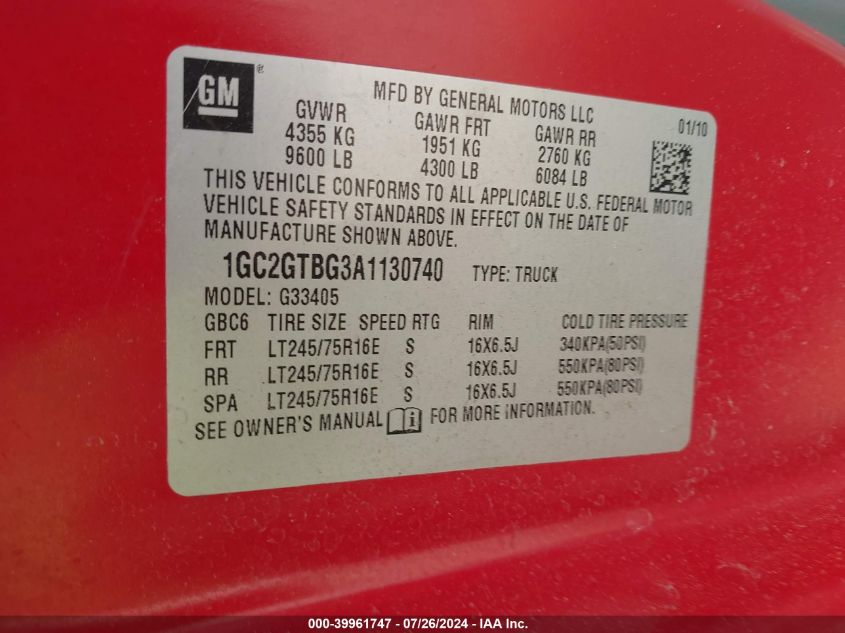 GM ®
MFD BY GENERAL MOTORS LLC
01/10
GVWR GAWR FRT GAWR RR
4355 KG 1951 KG 2760 KG
9600 LB 4300 LB 6084 LB
THIS VEHICLE CONFORMS TO ALL APPLICABLE U.S. FEDERAL MOTOR
VEHICLE SAFETY STANDARDS IN EFFECT ON THE DATE OF
MANUFACTURE SHOWN ABOVE.
1GC2GTBG3A1130740 TYPE: TRUCK
MODEL: G33405
GBC6 TIRE SIZE SPEED RTG RIM COLD TIRE PRESSURE
FRT LT245/75R16E S 16X6.5J 340KPA(50PSI)
RR LT245/75R16E S 16X6.5J 550KPA(80PSI)
SPA LT245/75R16E S 16X6.5J 550KPA(80PSI)
SEE OWNER'S MANUAL i FOR MORE INFORMATION.
000-39961747 - 07/26/2024 - IAA Inc.